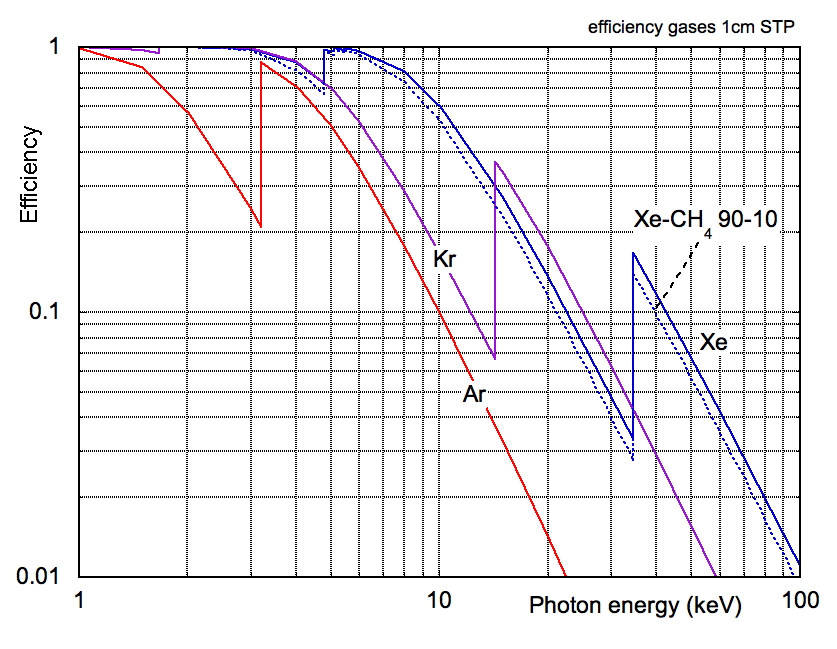 efficiency gases 1cm STP
1
Efficiency
Xe-CH4 90-10
Kr
0.1
Xe
Ar
0.01
1
10
Photon energy (keV)
100